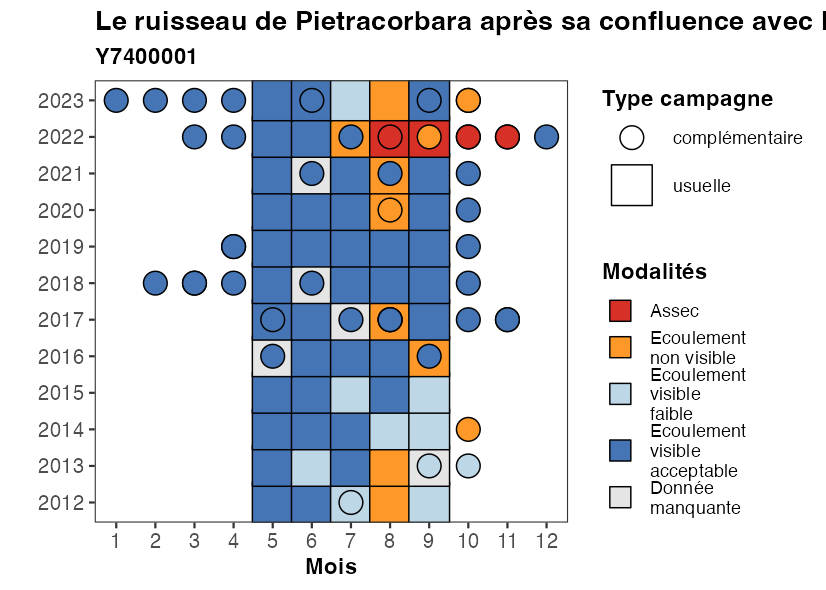 Le ruisseau de Pietracorbara après sa confluence avec l
Y7400001
2023
2022
2021
2020
2019
2018
2017
2016
2015
2014
2013
2012
1 2 3 4 5 6 7 8 9 10 11 12
Mois
Type campagne
complémentaire
usuelle
Modalités
Assec
Ecoulement
non visible
Ecoulement
visible
faible
Ecoulement
visible
acceptable
Donnée
manquante